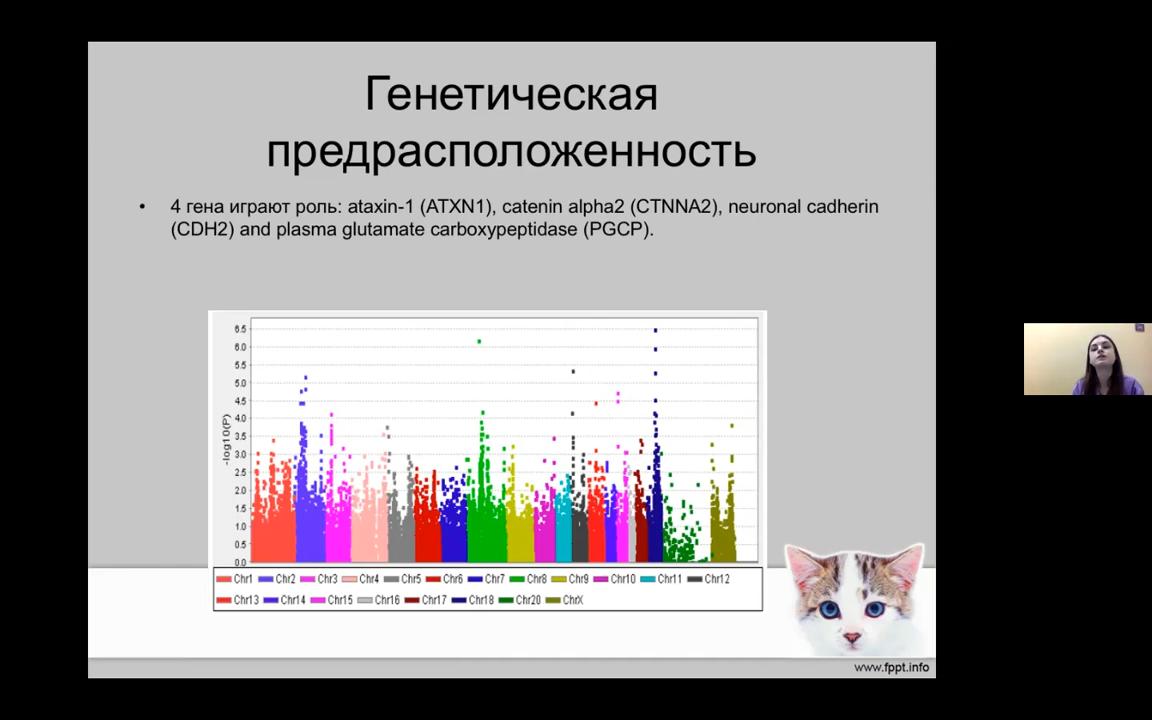 Генетическая
предрасположенность
• 4 гена играют роль: ataxin-1 (ATXN1), catenin alpha2 (CTNNA2), neuronal cadherin
(CDH2) and plasma glutamate carboxypeptidase (PGCP).
-log10(P)
6.5
6.0
5.5
5.0
4.5
4.0
3.5
3.0
2.5
2.0
1.5
1.0
0.5
0.0
Chr1 Chr2 Chr3 Chr4 Chr5 Chr6 Chr7 Chr8 Chr9 Chr10 Chr11 Chr12
Chr13 Chr14 Chr15 Chr16 Chr17 Chr18 Chr20 ChrX
www.fppt.info